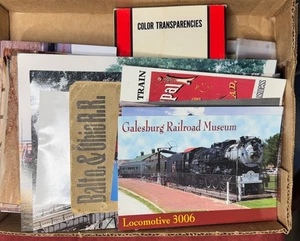 COLOR TRANSPARENCIES
TRAIN
Galesburg Railroad Museum
Balto. & Ohio R.R.
Locomotive 3006